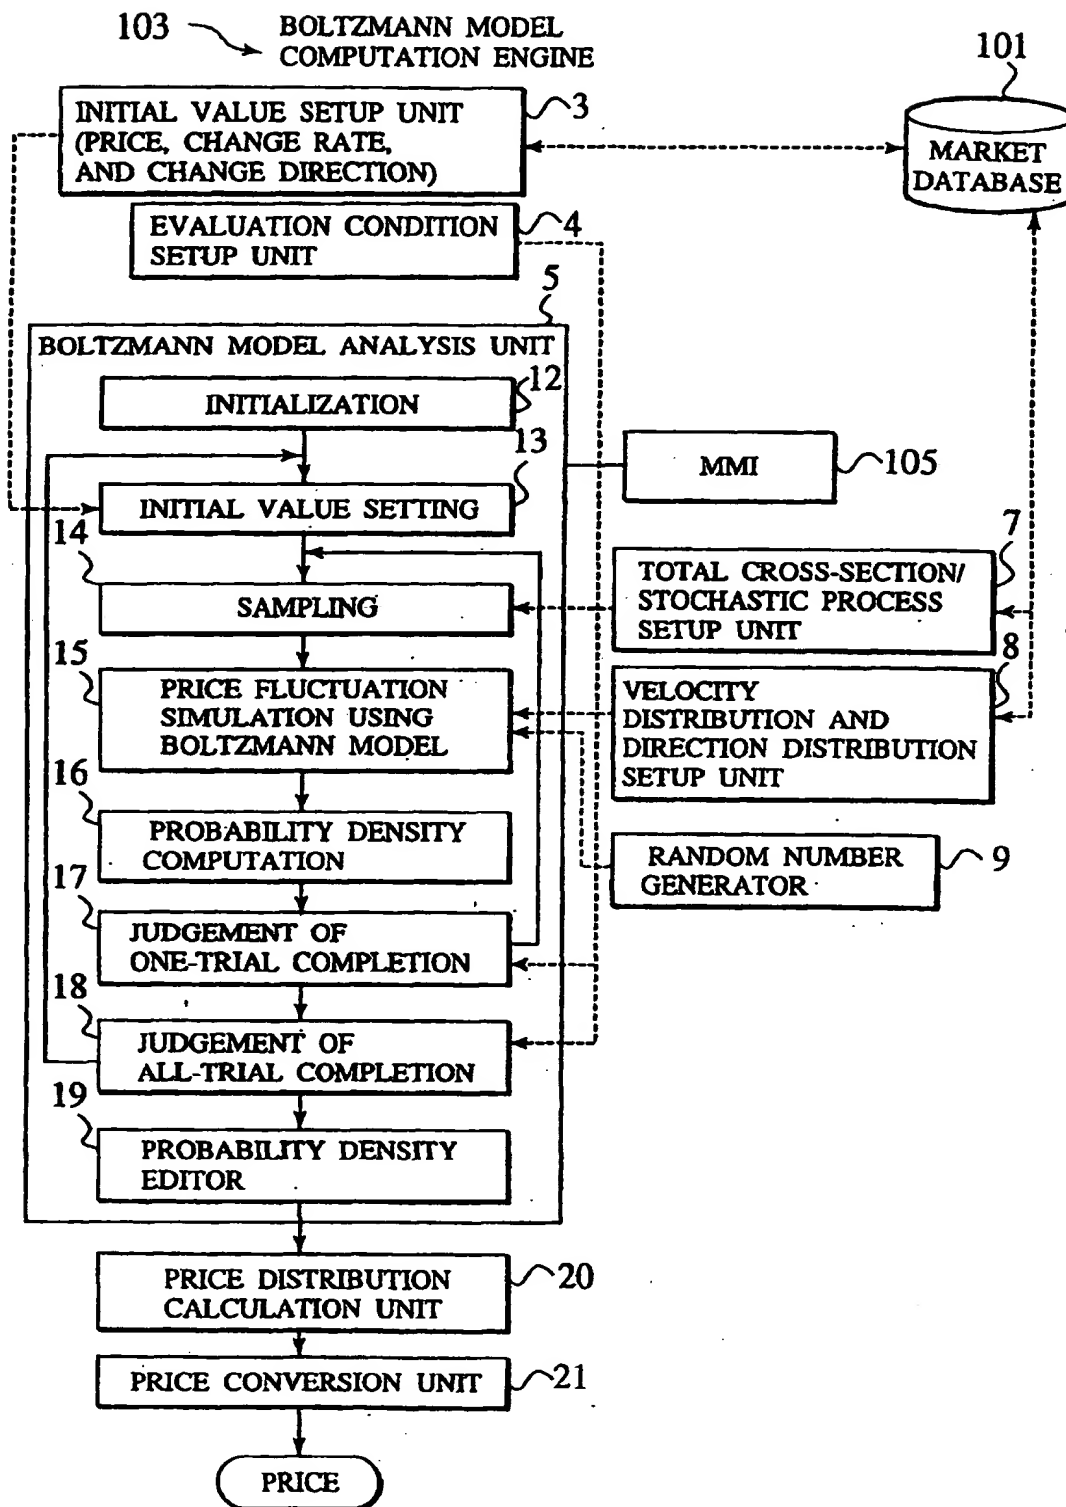 103
BOLTZMANN MODEL
COMPUTATION ENGINE
101
INITIAL VALUE SETUP UNIT
(PRICE, CHANGE RATE,
AND CHANGE DIRECTION)
3
MARKET
DATABASE
EVALUATION CONDITION
SETUP UNIT
4
5
BOLTZMANN MODEL ANALYSIS UNIT
INITIALIZATION
12
13
INITIAL VALUE SETTING
MMI
105
14
SAMPLING
7
TOTAL CROSS-SECTION/
STOCHASTIC PROCESS
SETUP UNIT
15
PRICE FLUCTUATION
SIMULATION USING
BOLTZMANN MODEL
8
VELOCITY
DISTRIBUTION AND
DIRECTION DISTRIBUTION
SETUP UNIT
16
PROBABILITY DENSITY
COMPUTATION
RANDOM NUMBER
GENERATOR
9
17
JUDGEMENT OF
ONE-TRIAL COMPLETION
18
JUDGEMENT OF
ALL-TRIAL COMPLETION
19
PROBABILITY DENSITY
EDITOR
PRICE DISTRIBUTION
CALCULATION UNIT
20
PRICE CONVERSION UNIT
21
PRICE